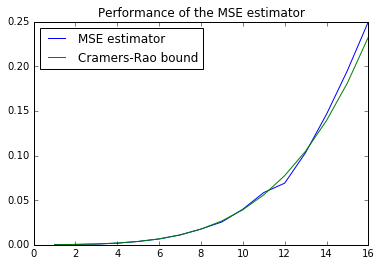 Performance of the MSE estimator
0.25
0.20
0.15
0.10
0.05
0.00
MSE estimator
Cramers-Rao bound
0 2 4 6 8 10 12 14 16